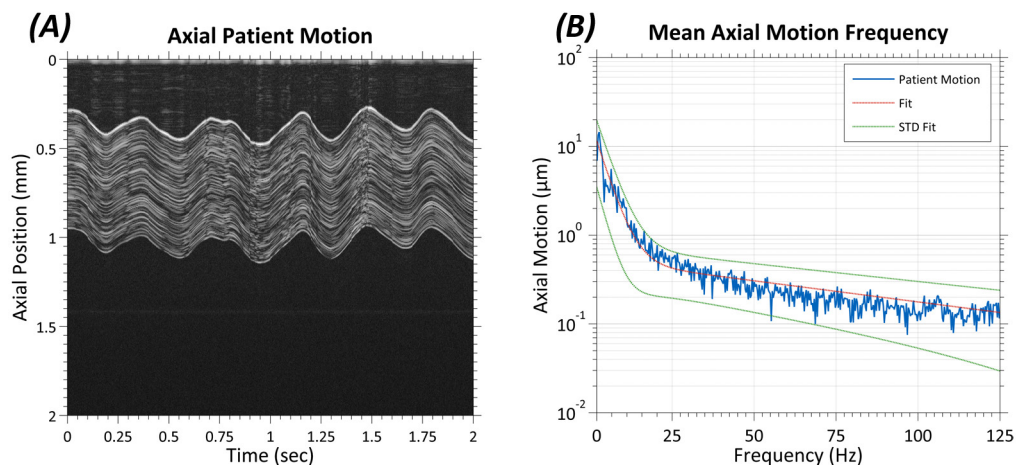 (A)
Axial Patient Motion
0
0.5
1
1.5
2
Axial Position (mm)
0 0.25 0.5 0.75 1 1.25 1.5 1.75 2
Time (sec)
(B)
Mean Axial Motion Frequency
10^2
10^1
10^0
10^-1
10^-2
Axial Motion (μm)
Patient Motion
Fit
STD Fit
0 25 50 75 100 125
Frequency (Hz)